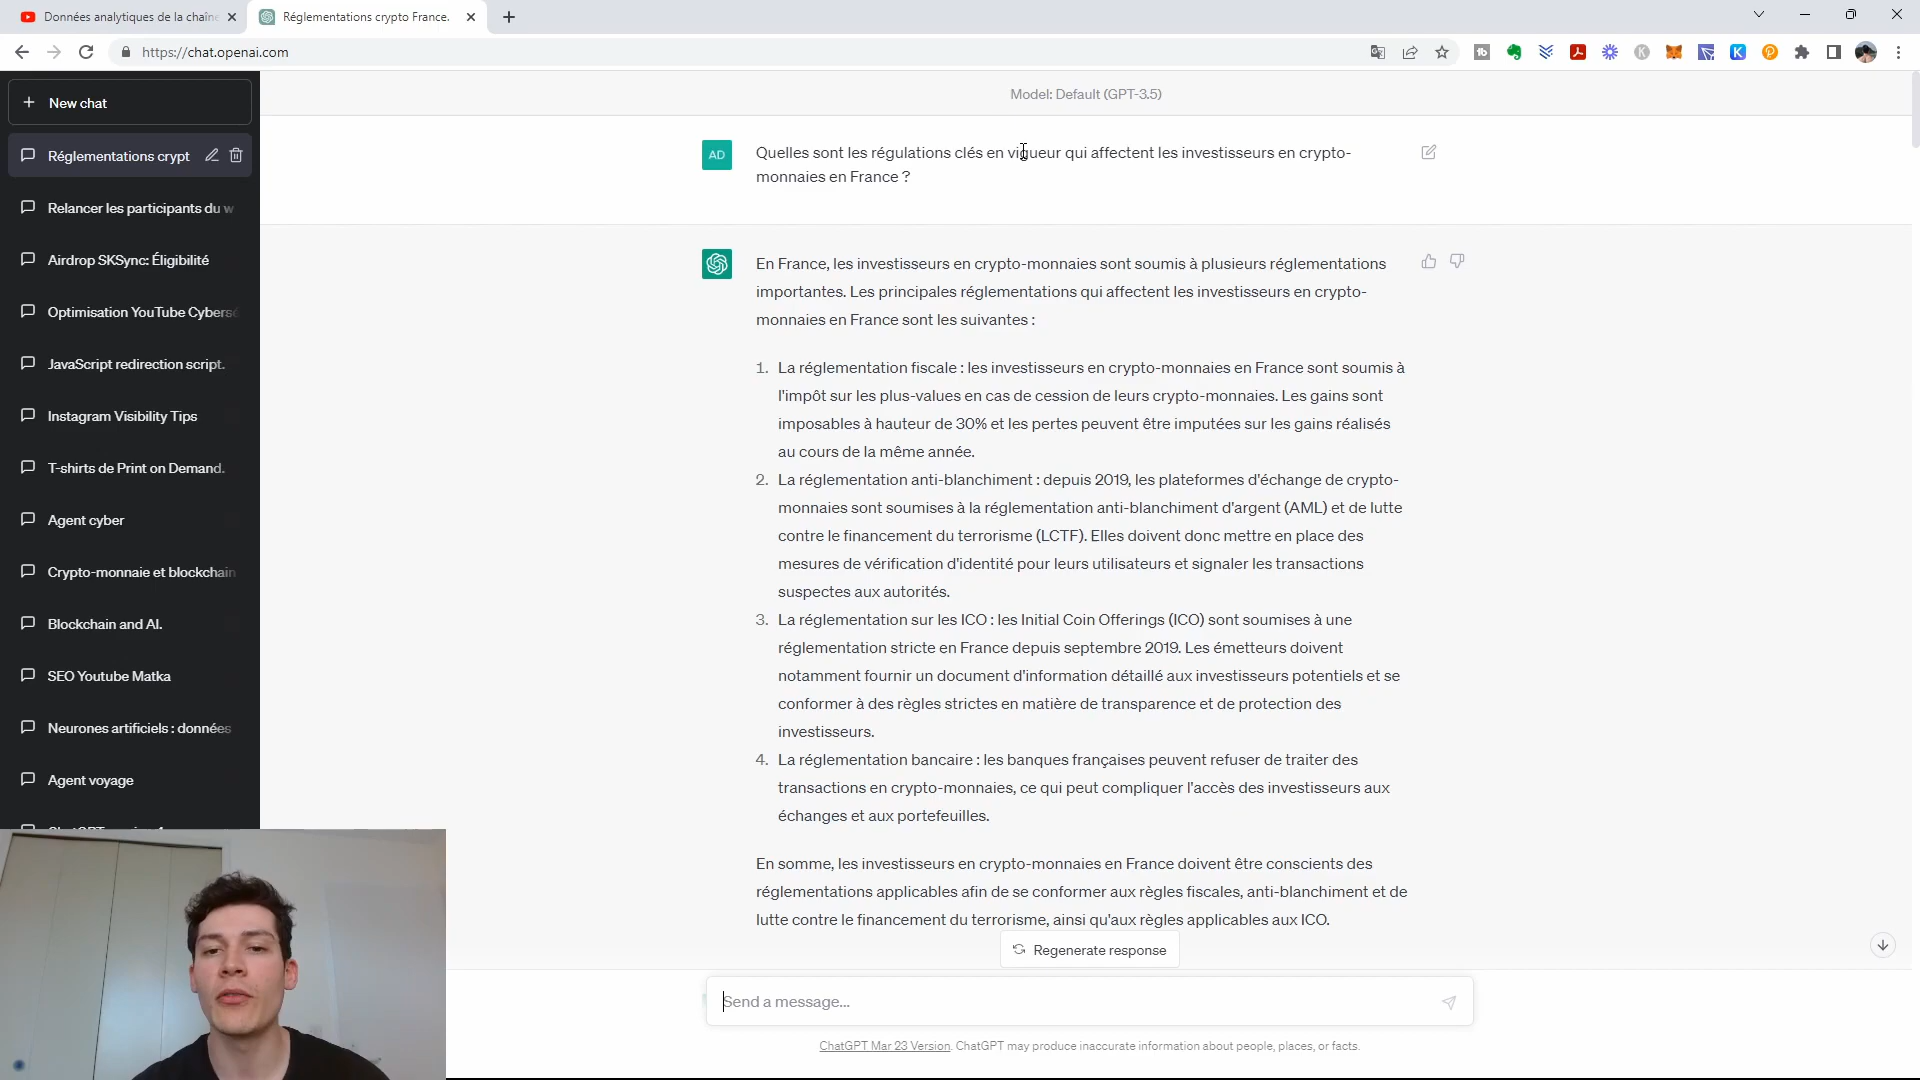 Données analytiques de la chaîne
Réglementations crypto France.
https://chat.openai.com
New chat
Réglementations crypt
Relancer les participants du w
Airdrop SKSync: Éligibilité
Optimisation YouTube Cybersé
JavaScript redirection script.
Instagram Visibility Tips
T-shirts de Print on Demand.
Agent cyber
Crypto-monnaie et blockchain
Blockchain and AI.
SEO Youtube Matka
Neurones artificiels : données
Agent voyage
Model: Default (GPT-3.5)
AD
Quelles sont les régulations clés en vigueur qui affectent les investisseurs en crypto-
monnaies en France ?
En France, les investisseurs en crypto-monnaies sont soumis à plusieurs réglementations
importantes. Les principales réglementations qui affectent les investisseurs en crypto-
monnaies en France sont les suivantes :
1. La réglementation fiscale : les investisseurs en crypto-monnaies en France sont soumis à
l'impôt sur les plus-values en cas de cession de leurs crypto-monnaies. Les gains sont
imposables à hauteur de 30% et les pertes peuvent être imputées sur les gains réalisés
au cours de la même année.
2. La réglementation anti-blanchiment : depuis 2019, les plateformes d'échange de crypto-
monnaies sont soumises à la réglementation anti-blanchiment d'argent (AML) et de lutte
contre le financement du terrorisme (LCTF). Elles doivent donc mettre en place des
mesures de vérification d'identité pour leurs utilisateurs et signaler les transactions
suspectes aux autorités.
3. La réglementation sur les ICO : les Initial Coin Offerings (ICO) sont soumises à une
réglementation stricte en France depuis septembre 2019. Les émetteurs doivent
notamment fournir un document d'information détaillé aux investisseurs potentiels et se
conformer à des règles strictes en matière de transparence et de protection des
investisseurs.
4. La réglementation bancaire : les banques françaises peuvent refuser de traiter des
transactions en crypto-monnaies, ce qui peut compliquer l'accès des investisseurs aux
échanges et aux portefeuilles.
En somme, les investisseurs en crypto-monnaies en France doivent être conscients des
réglementations applicables afin de se conformer aux règles fiscales, anti-blanchiment et de
lutte contre le financement du terrorisme, ainsi qu'aux règles applicables aux ICO.
Regenerate response
Send a message...
ChatGPT Mar 23 Version. ChatGPT may produce inaccurate information about people, places, or facts.